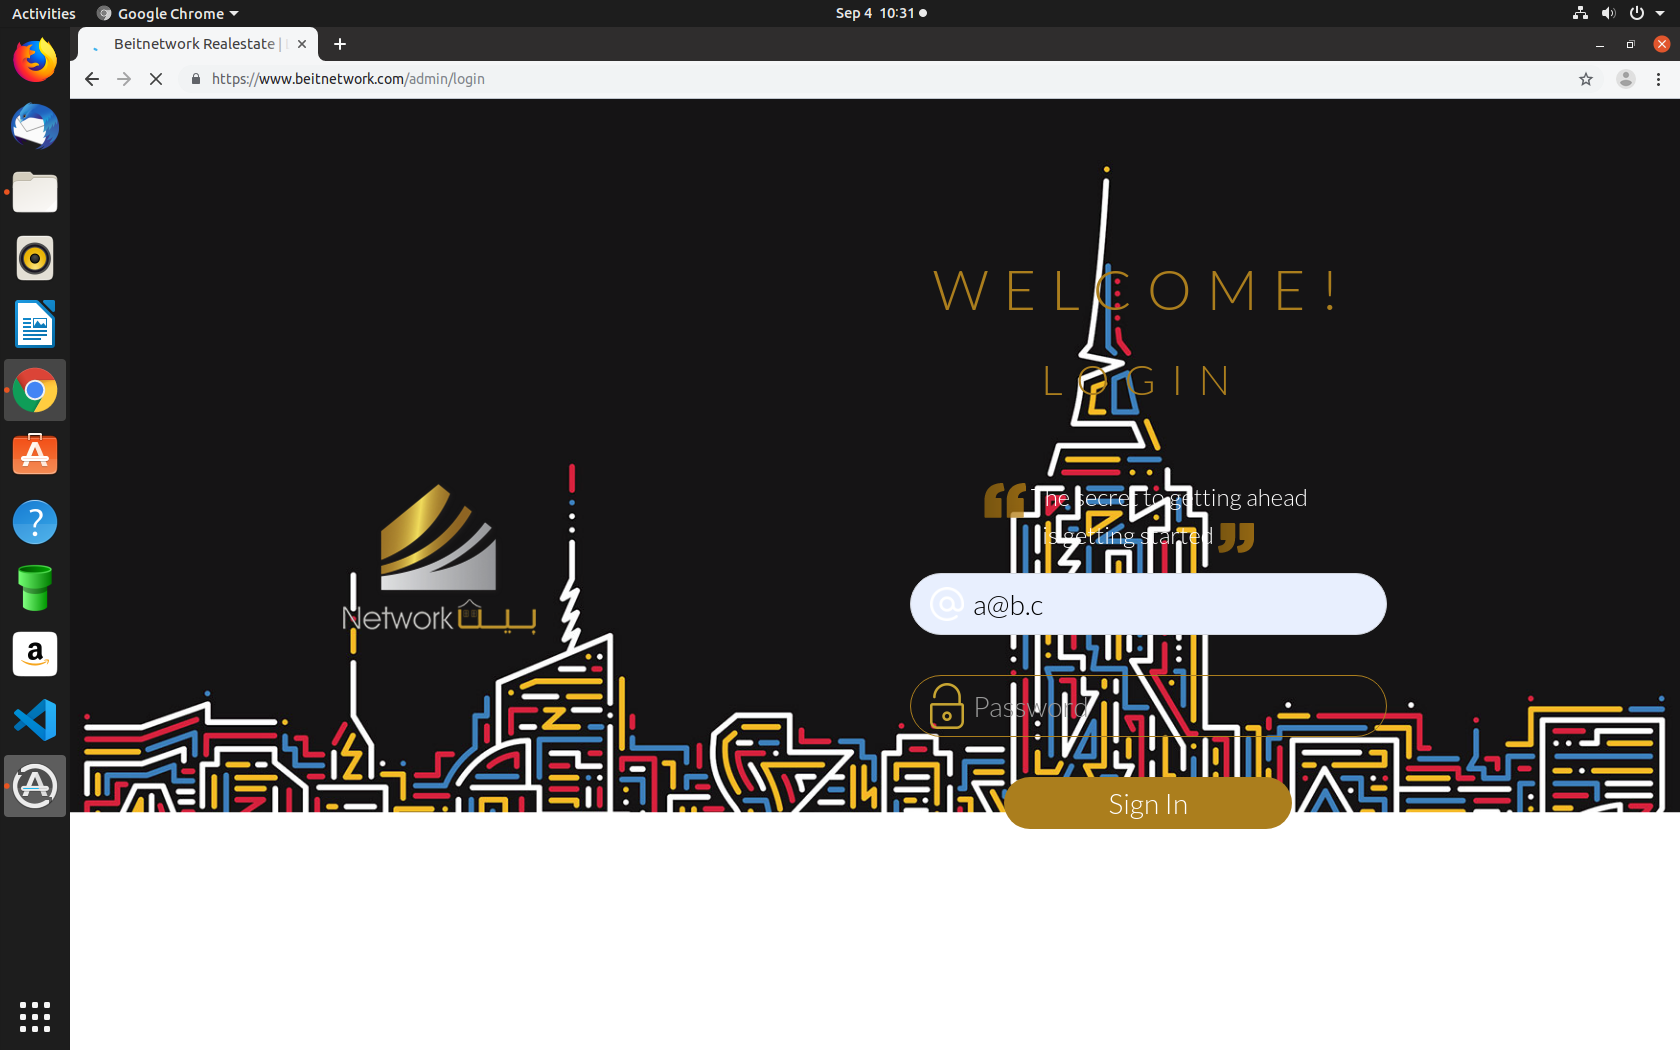 Activities Google Chrome Sep 4 10:31
Beitnetwork Realestate |
https://www.beitnetwork.com/admin/login
WELCOME!
LOGIN
“ The secret to getting ahead
is getting started ”
Network بيت
@ a@b.c
Password
Sign In